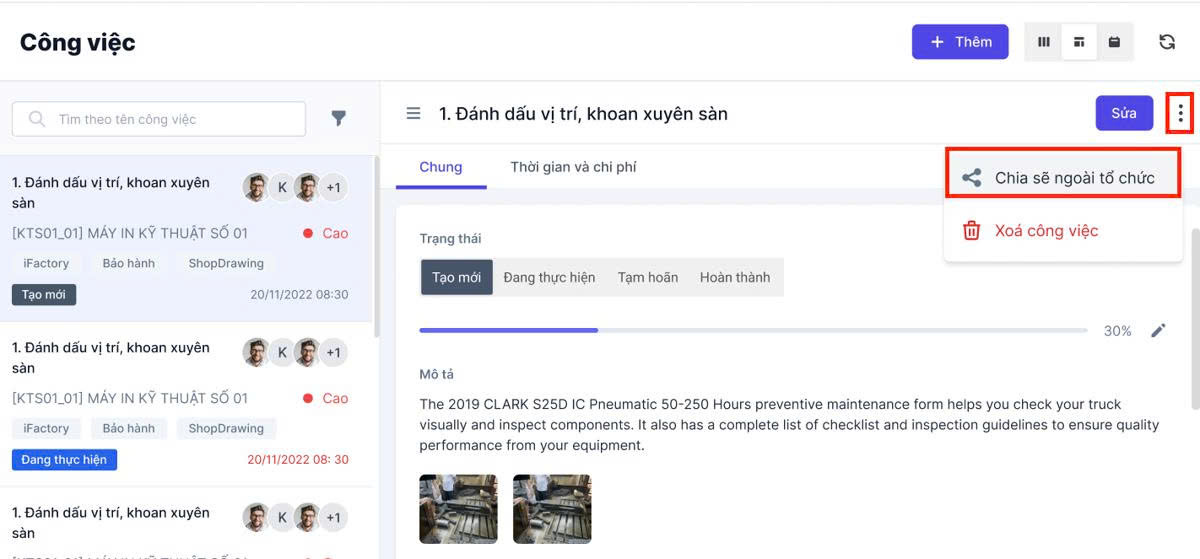 Công việc
+ Thêm
Tìm theo tên công việc
1. Đánh dấu vị trí, khoan xuyên
sàn
K
+1
[KTS01_01] MÁY IN KỸ THUẬT SỐ 01
Cao
iFactory
Bảo hành
ShopDrawing
Tạo mới
20/11/2022 08:30
1. Đánh dấu vị trí, khoan xuyên
sàn
K
+1
[KTS01_01] MÁY IN KỸ THUẬT SỐ 01
Cao
iFactory
Bảo hành
ShopDrawing
Đang thực hiện
20/11/2022 08: 30
1. Đánh dấu vị trí, khoan xuyên
sàn
K
+1
1. Đánh dấu vị trí, khoan xuyên sàn
Sửa
Chia sẽ ngoài tổ chức
Xoá công việc
Chung
Thời gian và chi phí
Trạng thái
Tạo mới
Đang thực hiện
Tạm hoãn
Hoàn thành
30%
Mô tả
The 2019 CLARK S25D IC Pneumatic 50-250 Hours preventive maintenance form helps you check your truck
visually and inspect components. It also has a complete list of checklist and inspection guidelines to ensure quality
performance from your equipment.